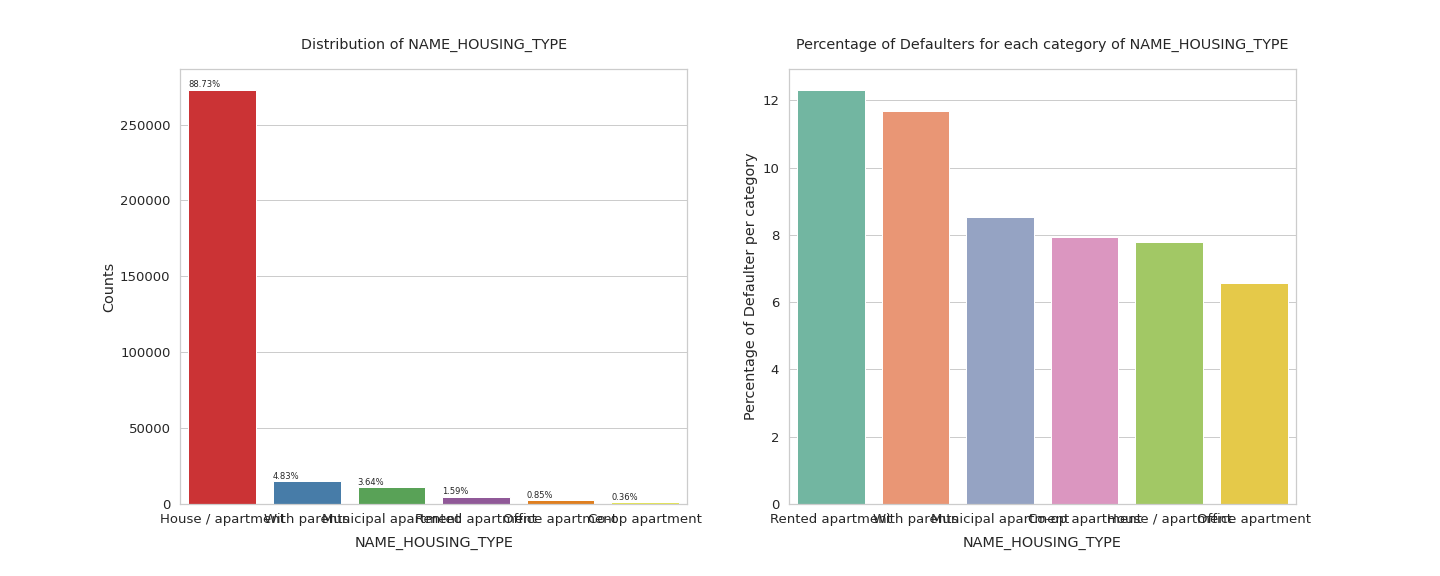 Distribution of NAME_HOUSING_TYPE
Counts
250000
200000
150000
100000
50000
0
88.73%
4.83%
3.64%
1.59%
0.85%
0.36%
House / apartment
With parents
Municipal apartment
Rented apartment
Office apartment
Co-op apartment
NAME_HOUSING_TYPE
Percentage of Defaulters for each category of NAME_HOUSING_TYPE
Percentage of Defaulter per category
12
10
8
6
4
2
0
Rented apartment
With parents
Municipal apartment
Co-op apartment
House / apartment
Office apartment
NAME_HOUSING_TYPE